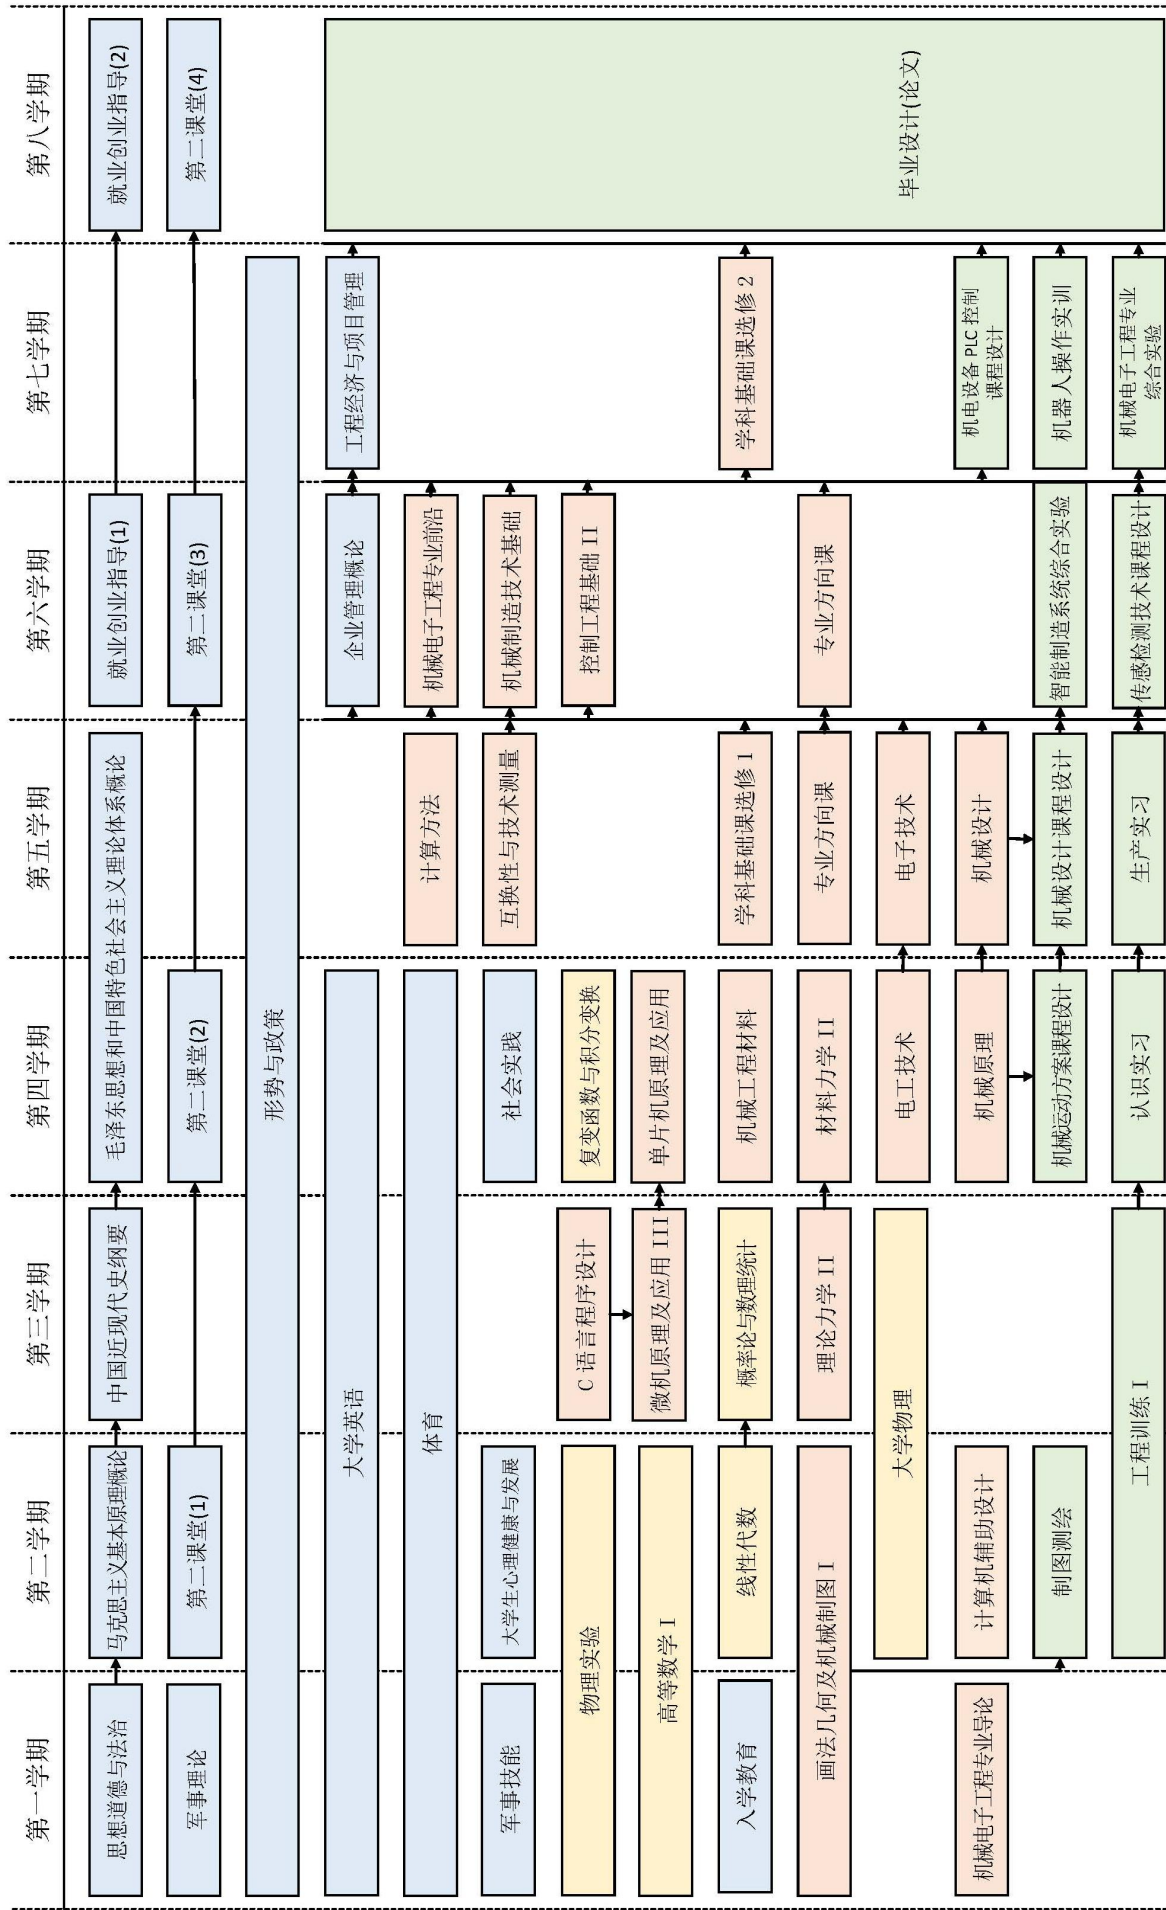 第一学期
第二学期
第三学期
第四学期
第五学期
第六学期
第七学期
第八学期
思想道德与法治
马克思主义基本原理概论
中国近现代史纲要
毛泽东思想和中国特色社会主义理论体系概论
就业创业指导(1)
就业创业指导(2)
军事理论
第二课堂(1)
第二课堂(2)
第二课堂(3)
第二课堂(4)
形势与政策
大学英语
企业管理概论
工程经济与项目管理
毕业设计(论文)
体育
计算方法
机械电子工程专业前沿
军事技能
大学生心理健康与发展
社会实践
互换性与技术测量
机械制造技术基础
物理实验
C 语言程序设计
复变函数与积分变换
控制工程基础 II
高等数学 I
微机原理及应用 III
单片机原理及应用
入学教育
线性代数
概率论与数理统计
机械工程材料
学科基础课选修 1
学科基础课选修 2
画法几何及机械制图 I
理论力学 II
材料力学 II
专业方向课
专业方向课
大学物理
电工技术
电子技术
机械电子工程专业导论
计算机辅助设计
机械原理
机械设计
机电设备 PLC 控制
课程设计
制图测绘
机械运动方案课程设计
机械设计课程设计
智能制造系统综合实验
机器人操作实训
工程训练 I
认识实习
生产实习
传感检测技术课程设计
机械电子工程专业
综合实验